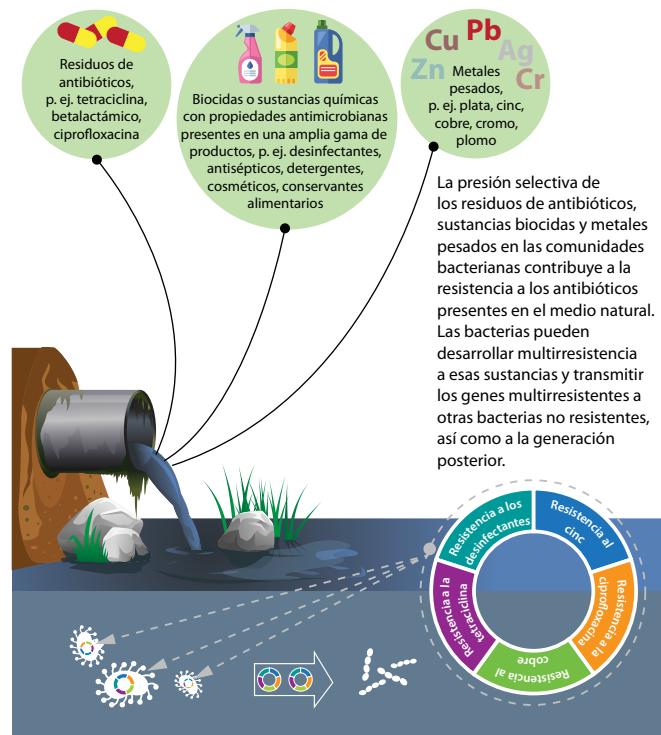 Residuos de
antibióticos,
p. ej. tetraciclina,
betalactámico,
ciprofloxacina
Biocidas o sustancias químicas
con propiedades antimicrobianas
presentes en una amplia gama de
productos, p. ej. desinfectantes,
antisépticos, detergentes,
cosméticos, conservantes
alimentarios
Cu
Pb
Ag
Zn
Cr
Metales
pesados,
p. ej. plata, cinc,
cobre, cromo,
plomo
La presión selectiva de
los residuos de antibióticos,
sustancias biocidas y metales
pesados en las comunidades
bacterianas contribuye a la
resistencia a los antibióticos
presentes en el medio natural.
Las bacterias pueden
desarrollar multirresistencia
a esas sustancias y transmitir
los genes multirresistentes a
otras bacterias no resistentes,
así como a la generación
posterior.
Resistencia a los
desinfectantes
Resistencia al
cinc
Resistencia a la
ciprofloxacina
Resistencia al
cobre
Resistencia a la
tetraciclina